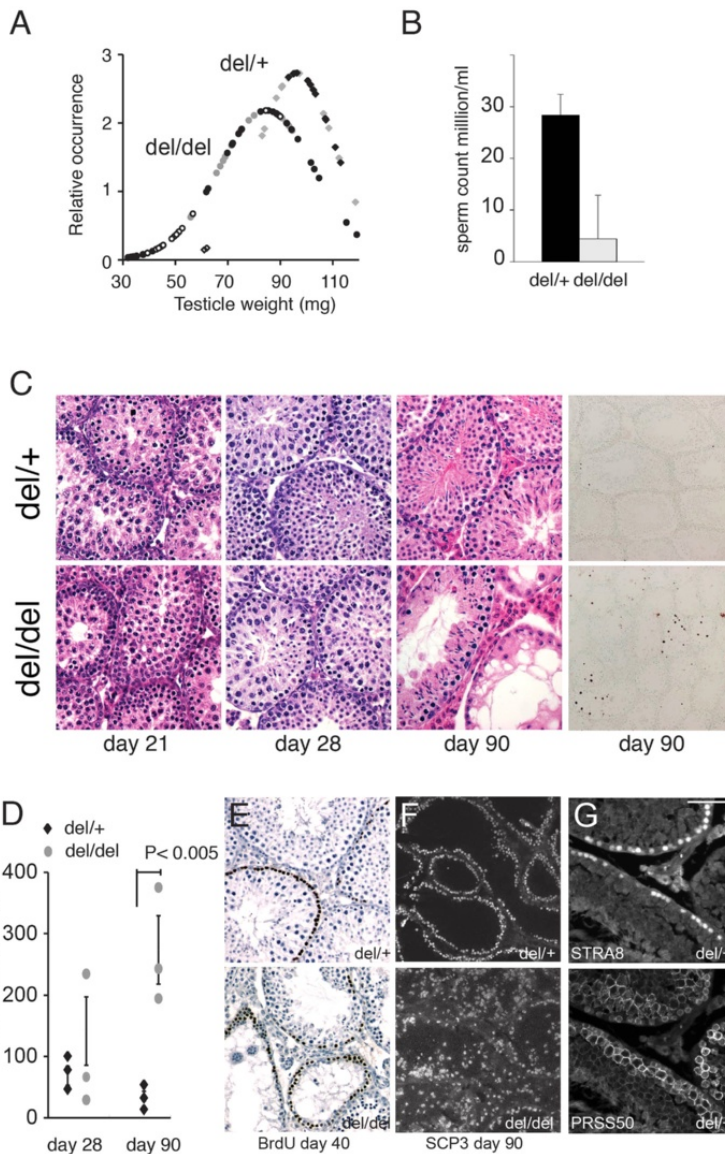 A
B
Relative occurrence
3
2
1
0
del/+
del/del
30 50 70 90 110
Testicle weight (mg)
sperm count milllion/ml
30
20
10
0
del/+ del/del
C
del/+
del/del
day 21
day 28
day 90
day 90
D
del/+
del/del
P< 0.005
400
300
200
100
0
day 28
day 90
E
del/+
del/del
BrdU day 40
F
del/+
del/del
SCP3 day 90
G
STRA8
del/+
PRSS50
del/+